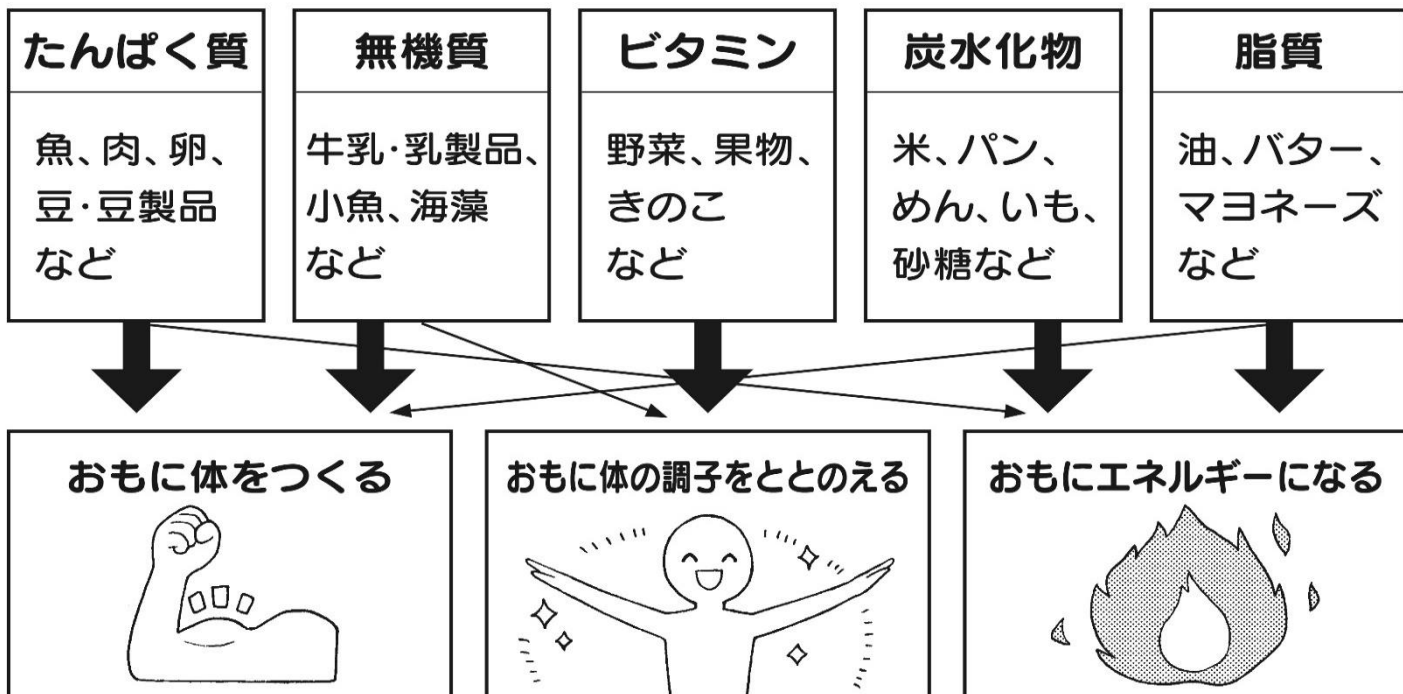 たんぱく質
魚、肉、卵、
豆・豆製品
など
無機質
牛乳・乳製品、
小魚、海藻
など
ビタミン
野菜、果物、
きのこ
など
炭水化物
米、パン、
めん、いも、
砂糖など
脂質
油、バター、
マヨネーズ
など
おもに体をつくる
おもに体の調子をととのえる
おもにエネルギーになる